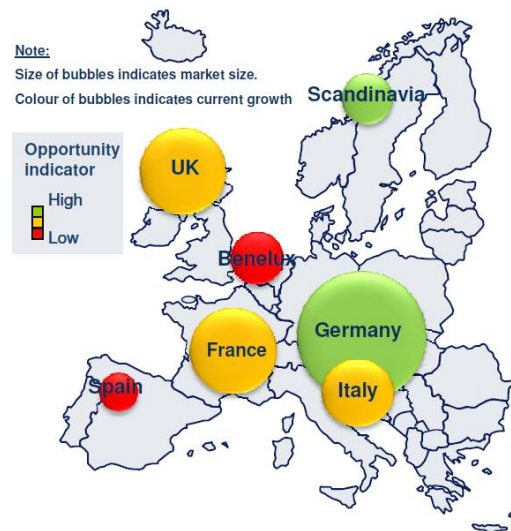 Note:
Size of bubbles indicates market size.
Colour of bubbles indicates current growth
Opportunity
indicator
High
Low
Scandinavia
UK
Benelux
Germany
France
Italy
Spain